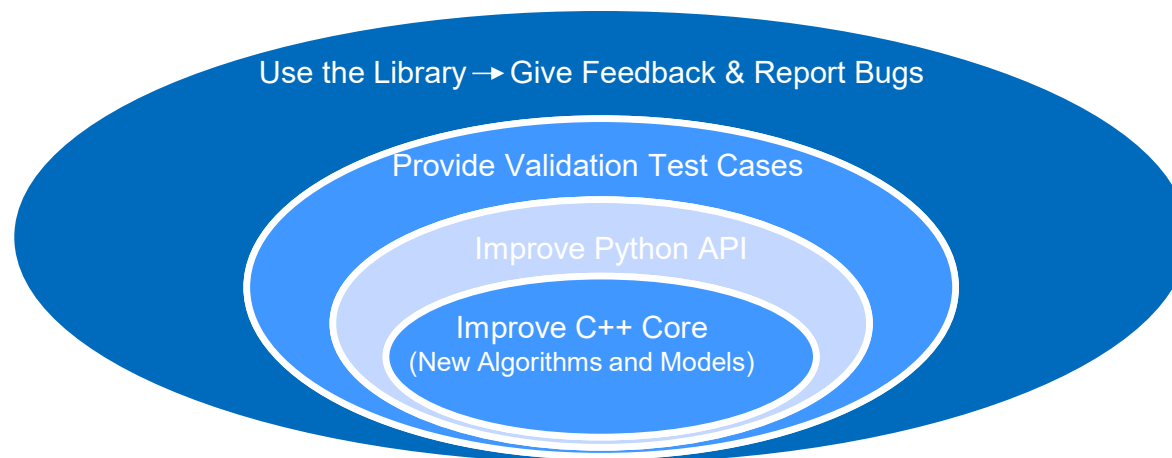 Use the Library → Give Feedback & Report Bugs
Provide Validation Test Cases
Improve Python API
Improve C++ Core
(New Algorithms and Models)